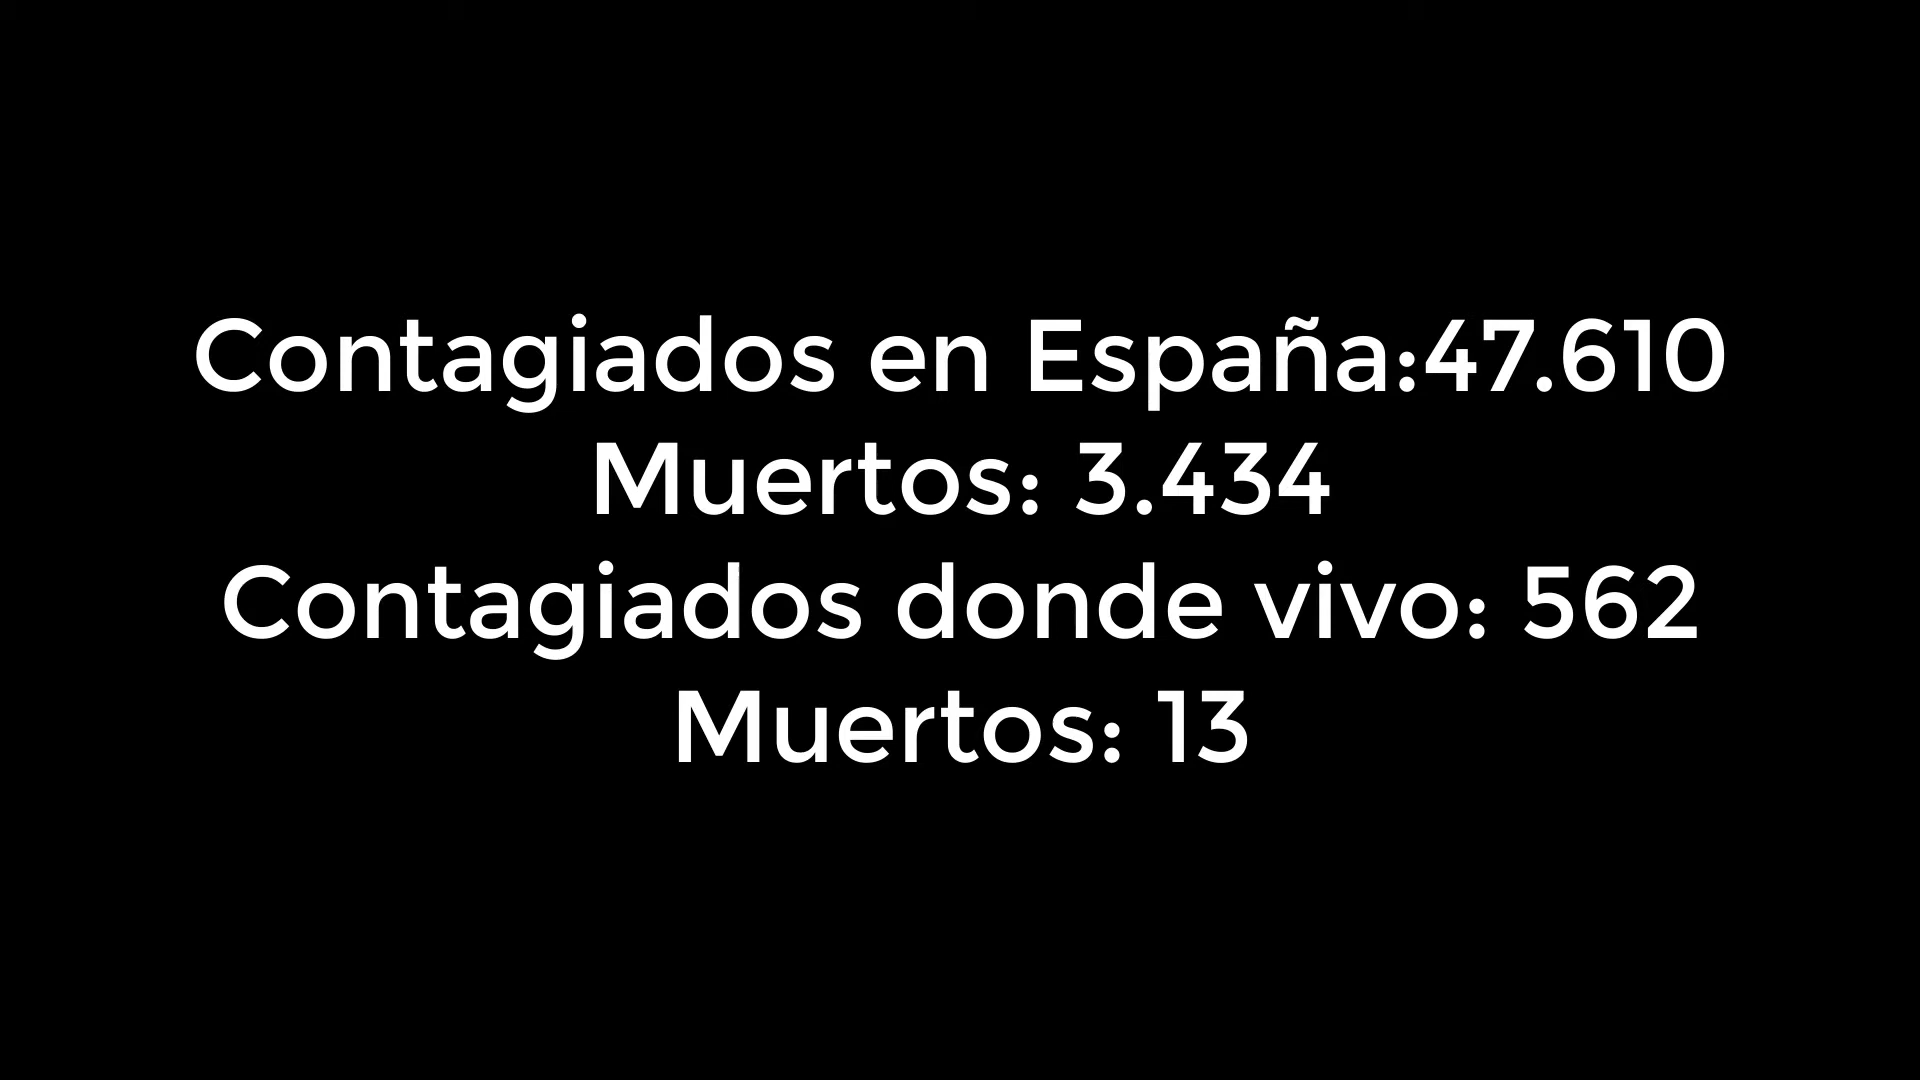 Contagiados en España:47.610
Muertos: 3.434
Contagiados donde vivo: 562
Muertos: 13